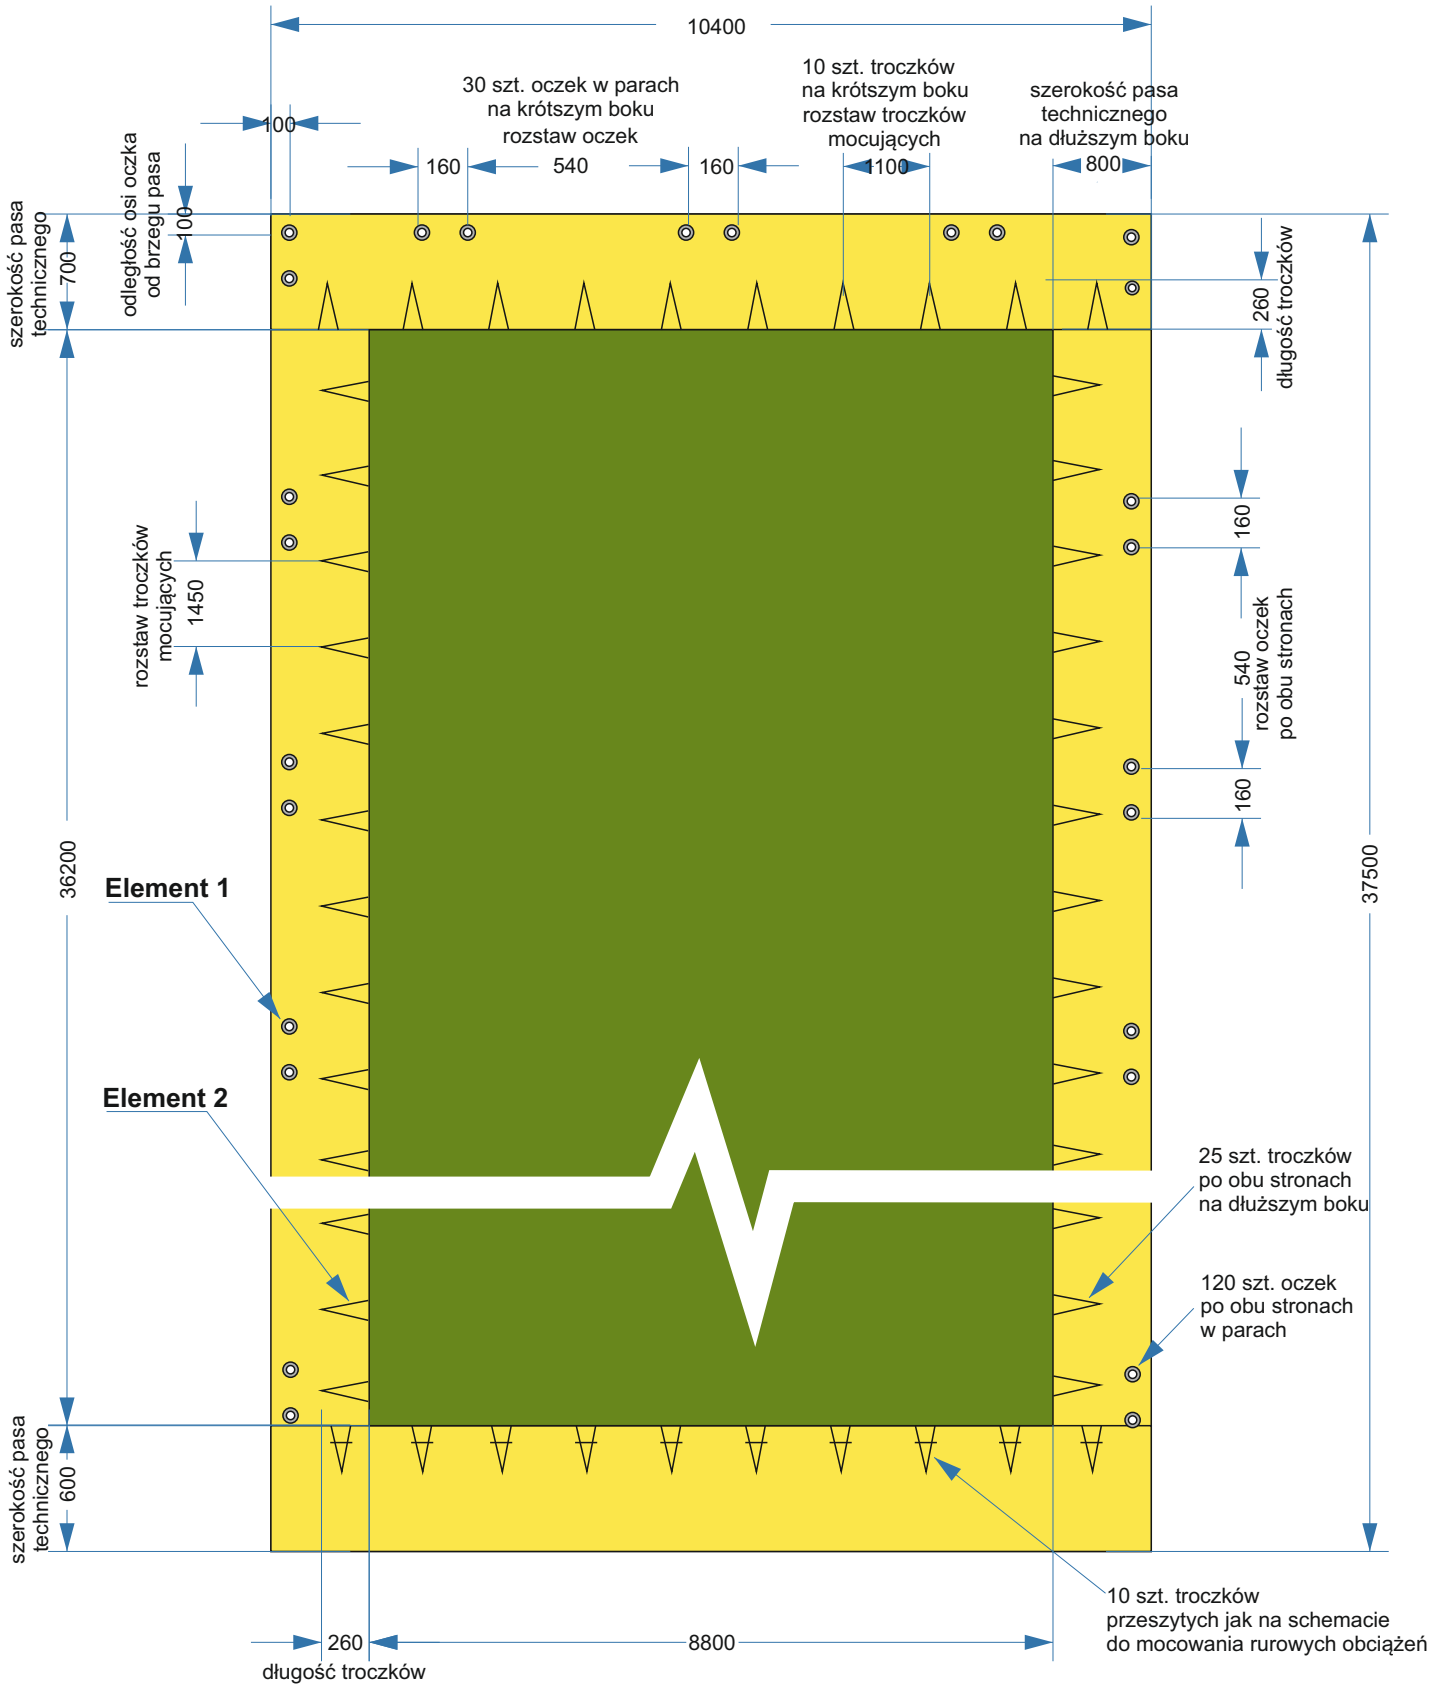 10400
30 szt. oczek w parach
na krótszym boku
rozstaw oczek
10 szt. troczków
na krótszym boku
rozstaw troczków
mocujących
szerokość pasa
technicznego
na dłuższym boku
100
160
540
160
1100
800
odległość osi oczka
od brzegu pasa
100
szerokość pasa
technicznego
700
260
długość troczków
160
540
rozstaw oczek
po obu stronach
160
rozstaw troczków
mocujących
1450
36200
37500
Element 1
Element 2
25 szt. troczków
po obu stronach
na dłuższym boku
120 szt. oczek
po obu stronach
w parach
szerokość pasa
technicznego
600
10 szt. troczków
przeszytych jak na schemacie
do mocowania rurowych obciążeń
260
8800
długość troczków